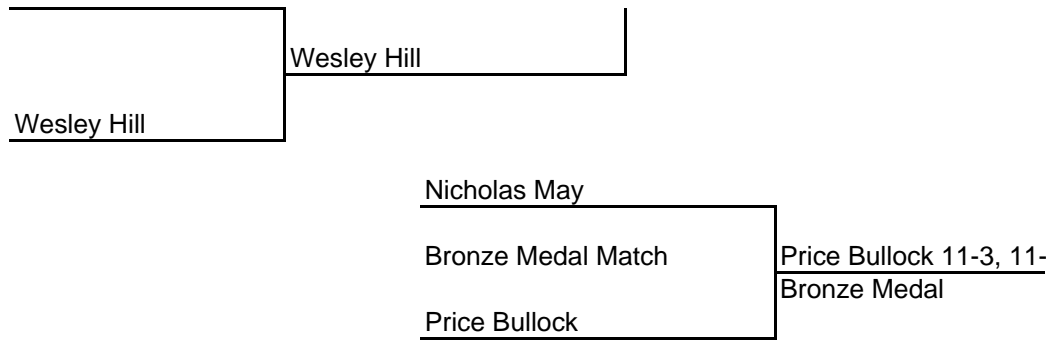 Wesley Hill
Wesley Hill
Nicholas May
Bronze Medal Match
Price Bullock 11-3, 11-
Bronze Medal
Price Bullock